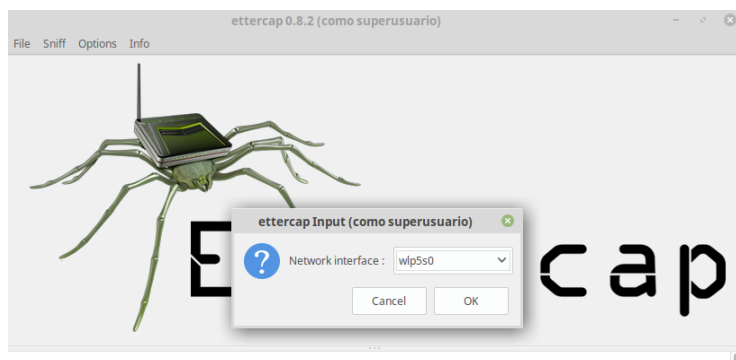 ettercap 0.8.2 (como superusuario)
File Sniff Options Info
ettercap Input (como superusuario)
Network interface : wlp5s0
Cancel OK
E cap